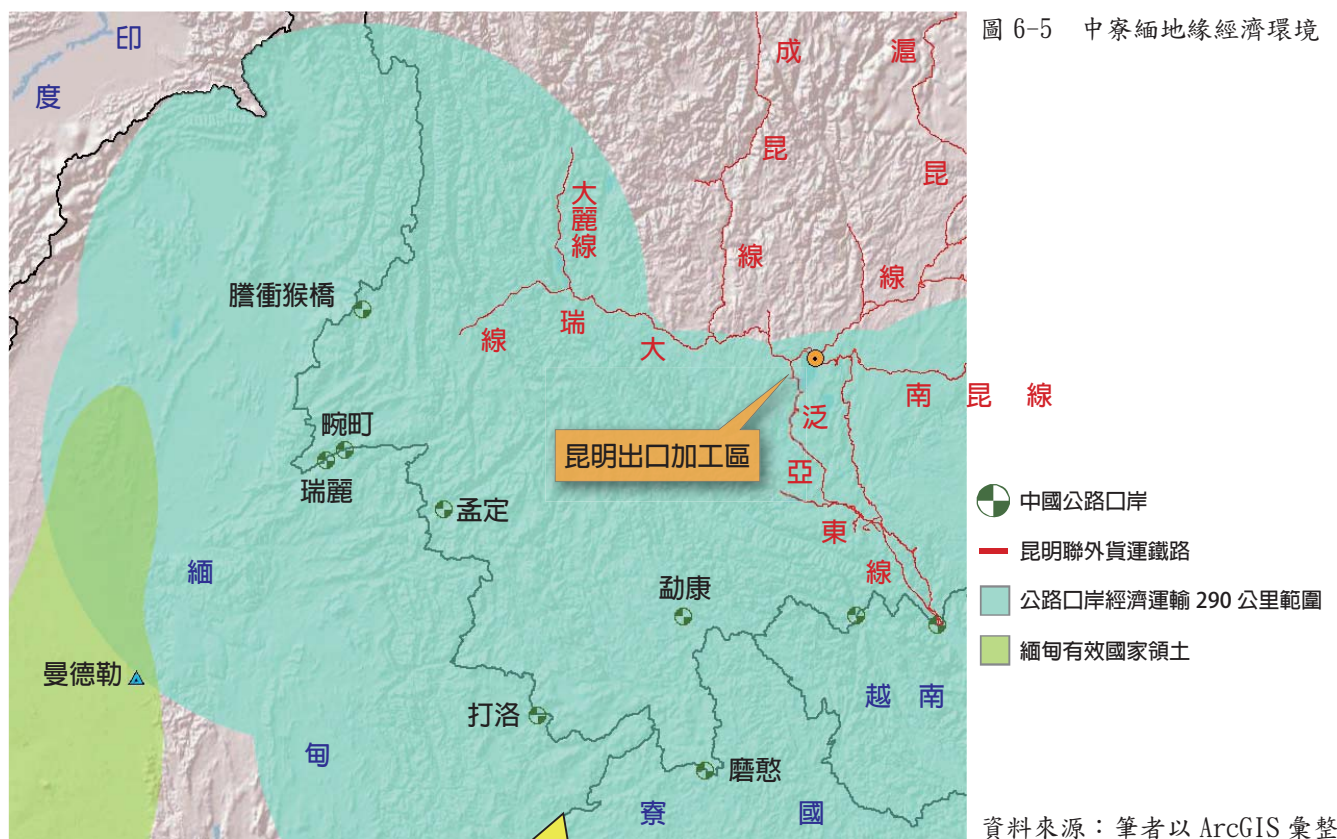 圖 6-5 中寮緬地緣經濟環境
印度
成昆線
滬昆線
大麗線
騰衝猴橋
大瑞線
南昆線
畹町
昆明出口加工區
泛亞東線
瑞麗
孟定
中國公路口岸
昆明聯外貨運鐵路
緬甸
勐康
公路口岸經濟運輸 290 公里範圍
緬甸有效國家領土
曼德勒
越南
打洛
磨憨
寮國
資料來源：筆者以 ArcGIS 彙整